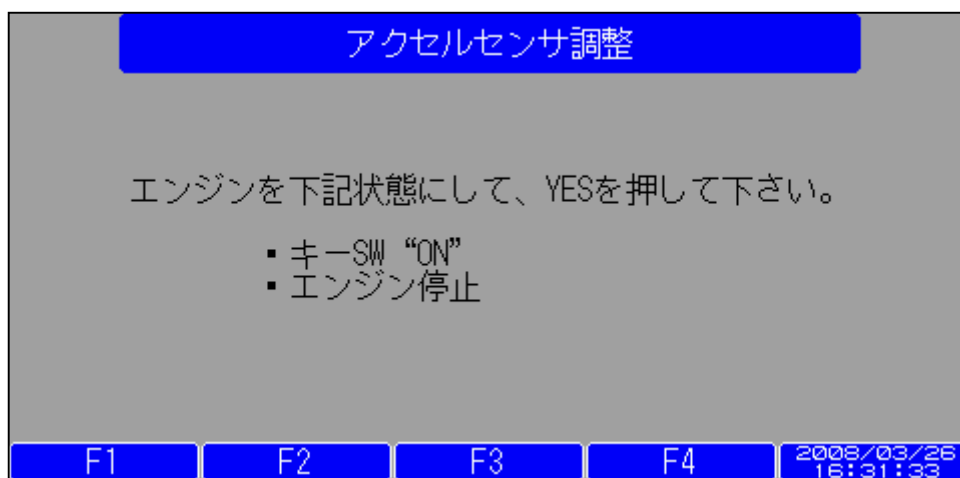 アクセルセンサ調整
エンジンを下記状態にして、YESを押して下さい。
▪キーSW “ON”
▪エンジン停止
F1 F2 F3 F4 2008/03/26
16:31:33